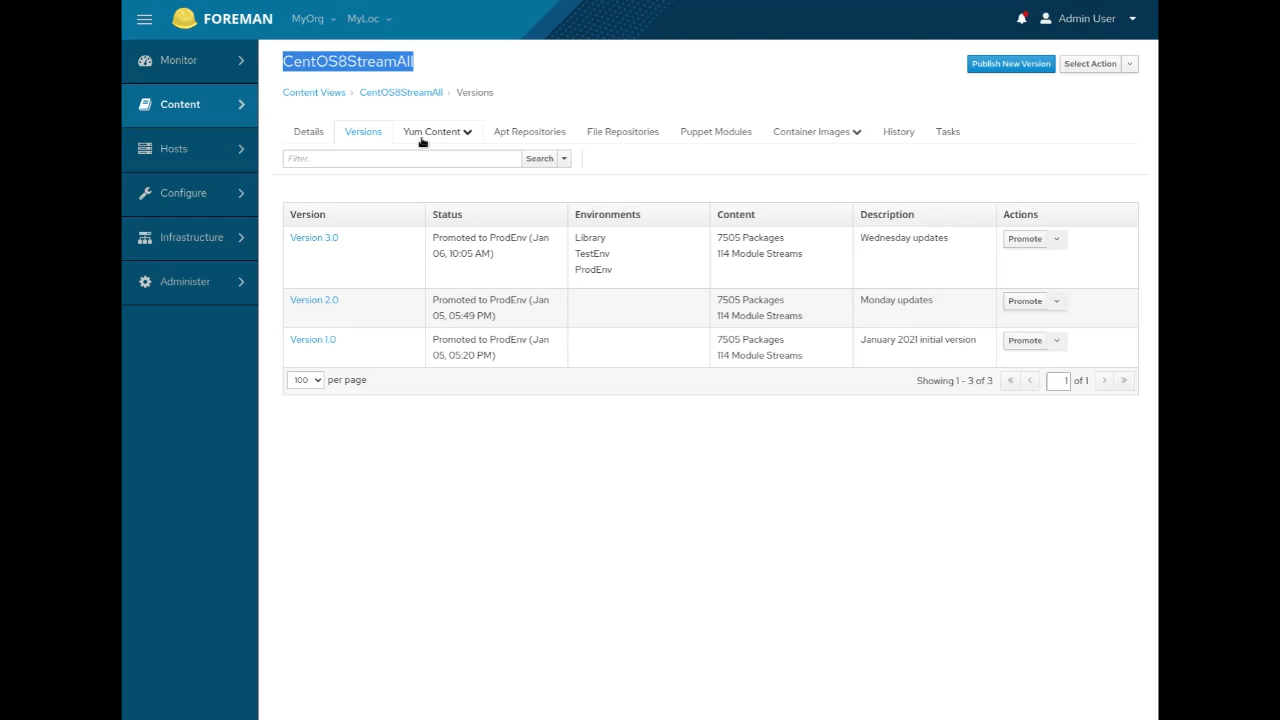 FOREMAN MyOrg MyLoc Admin User
Monitor
Content
Hosts
Configure
Infrastructure
Administer
CentOS8StreamAll
Publish New Version Select Action
Content Views › CentOS8StreamAll › Versions
Details Versions Yum Content Apt Repositories File Repositories Puppet Modules Container Images History Tasks
Filter... Search
Version Status Environments Content Description Actions
Version 3.0 Promoted to ProdEnv (Jan Library 7505 Packages Wednesday updates Promote
06, 10:05 AM) TestEnv 114 Module Streams
ProdEnv
Version 2.0 Promoted to ProdEnv (Jan 7505 Packages Monday updates Promote
05, 05:49 PM) 114 Module Streams
Version 1.0 Promoted to ProdEnv (Jan 7505 Packages January 2021 initial version Promote
05, 05:20 PM) 114 Module Streams
100 per page Showing 1 - 3 of 3 « ‹ 1 of 1 › »